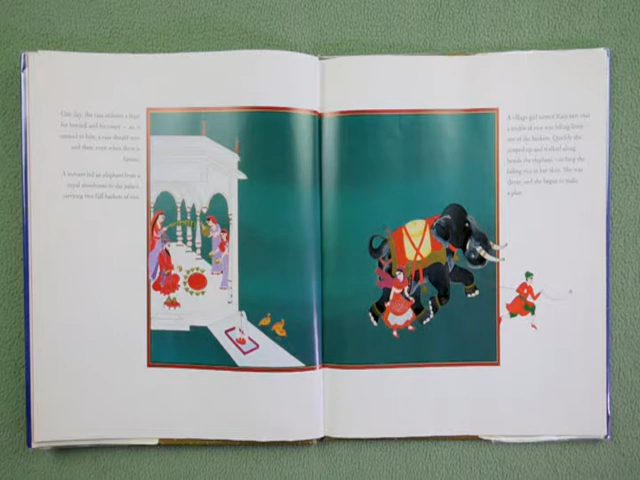 One day, the raja ordered a feast
for himself and his court — as, it
seemed to him, a raja should now
and then, even when there is
famine.
A servant led an elephant from a
royal storehouse to the palace,
carrying two full baskets of rice.
A village girl named Rani saw that
a trickle of rice was falling from
one of the baskets. Quickly she
jumped up and walked along
beside the elephant, catching the
falling rice in her skirt. She was
clever, and she began to make
a plan.